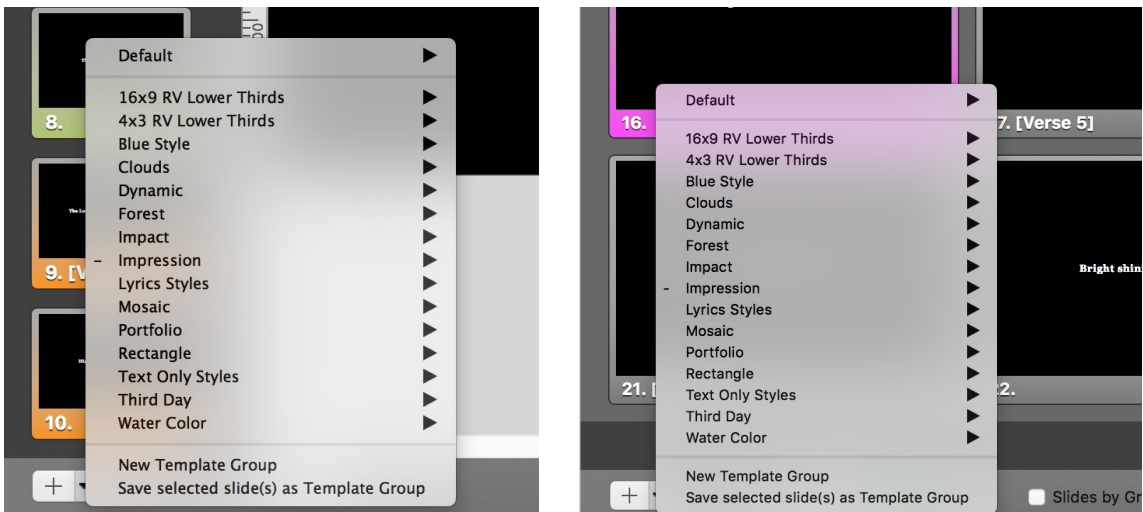 8.
9. [V
10.
Default
16x9 RV Lower Thirds
4x3 RV Lower Thirds
Blue Style
Clouds
Dynamic
Forest
Impact
- Impression
Lyrics Styles
Mosaic
Portfolio
Rectangle
Text Only Styles
Third Day
Water Color
New Template Group
Save selected slide(s) as Template Group
16.
7. [Verse 5]
Default
16x9 RV Lower Thirds
4x3 RV Lower Thirds
Blue Style
Clouds
Dynamic
Forest
Impact
- Impression
Lyrics Styles
Mosaic
Portfolio
Rectangle
Text Only Styles
Third Day
Water Color
New Template Group
Save selected slide(s) as Template Group
Bright shin
21. [
2.
Slides by Gr